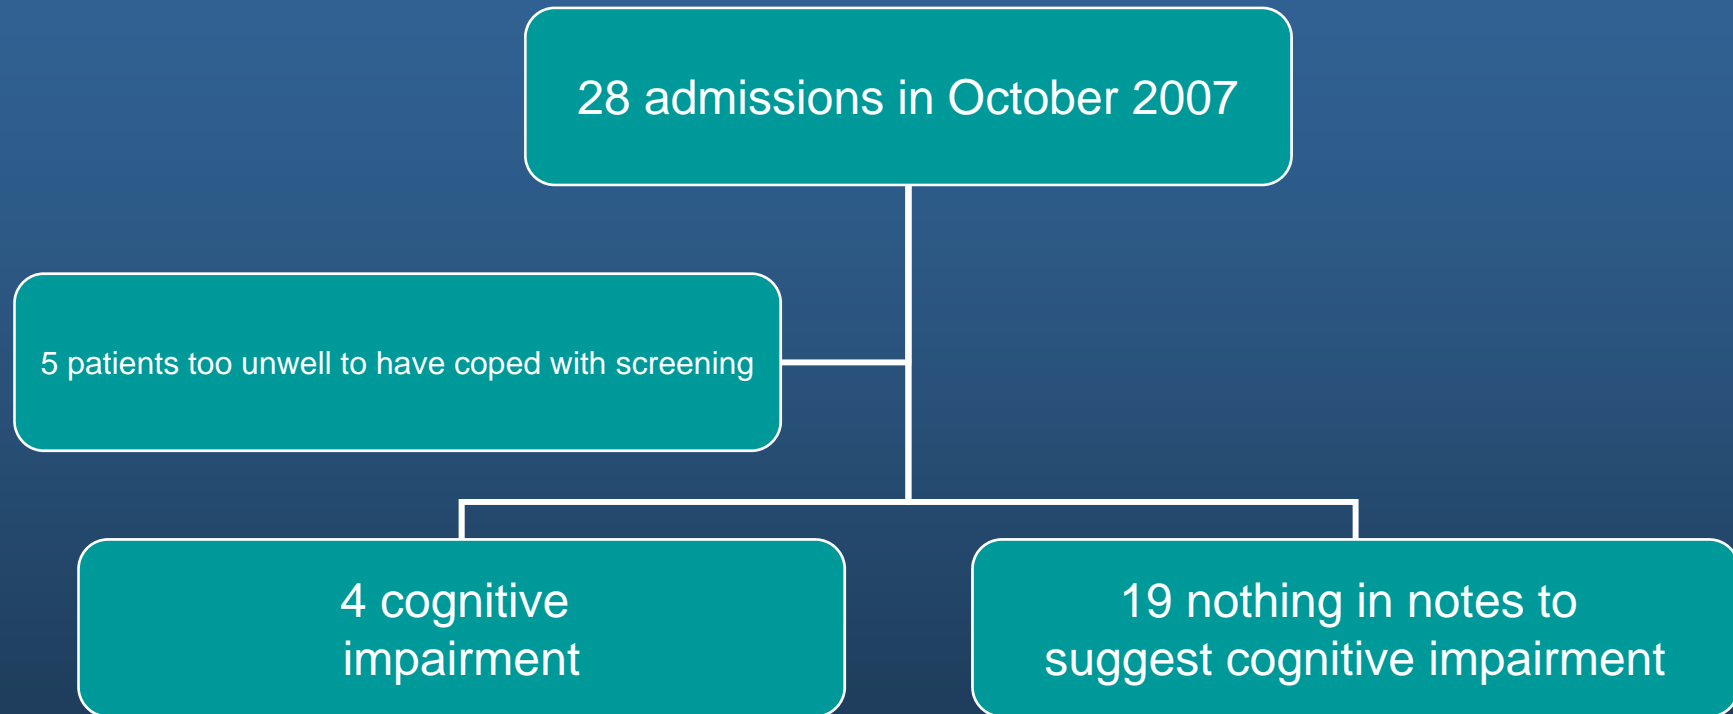 28 admissions in October 2007
5 patients too unwell to have coped with screening
4 cognitive
impairment
19 nothing in notes to
suggest cognitive impairment